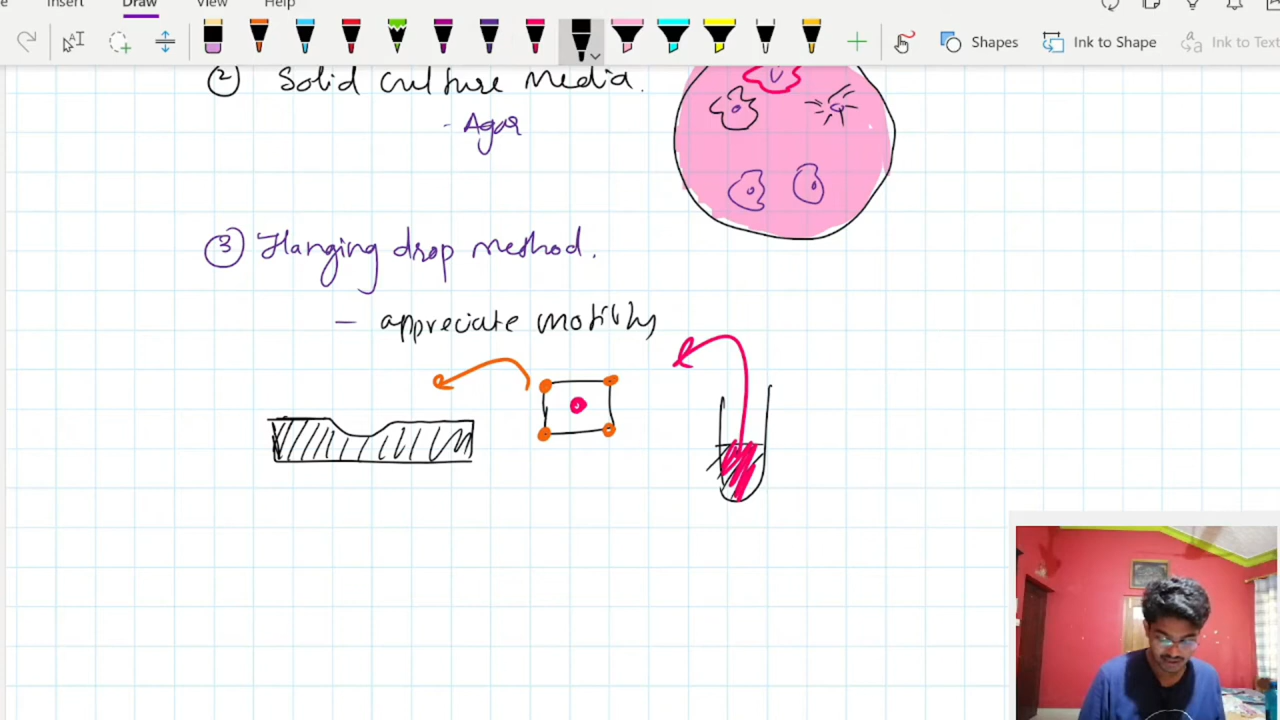 Insert Draw View Help
Shapes Ink to Shape Ink to Text
② Solid culture media.
- Agar
③ Hanging drop method.
— appreciate motility